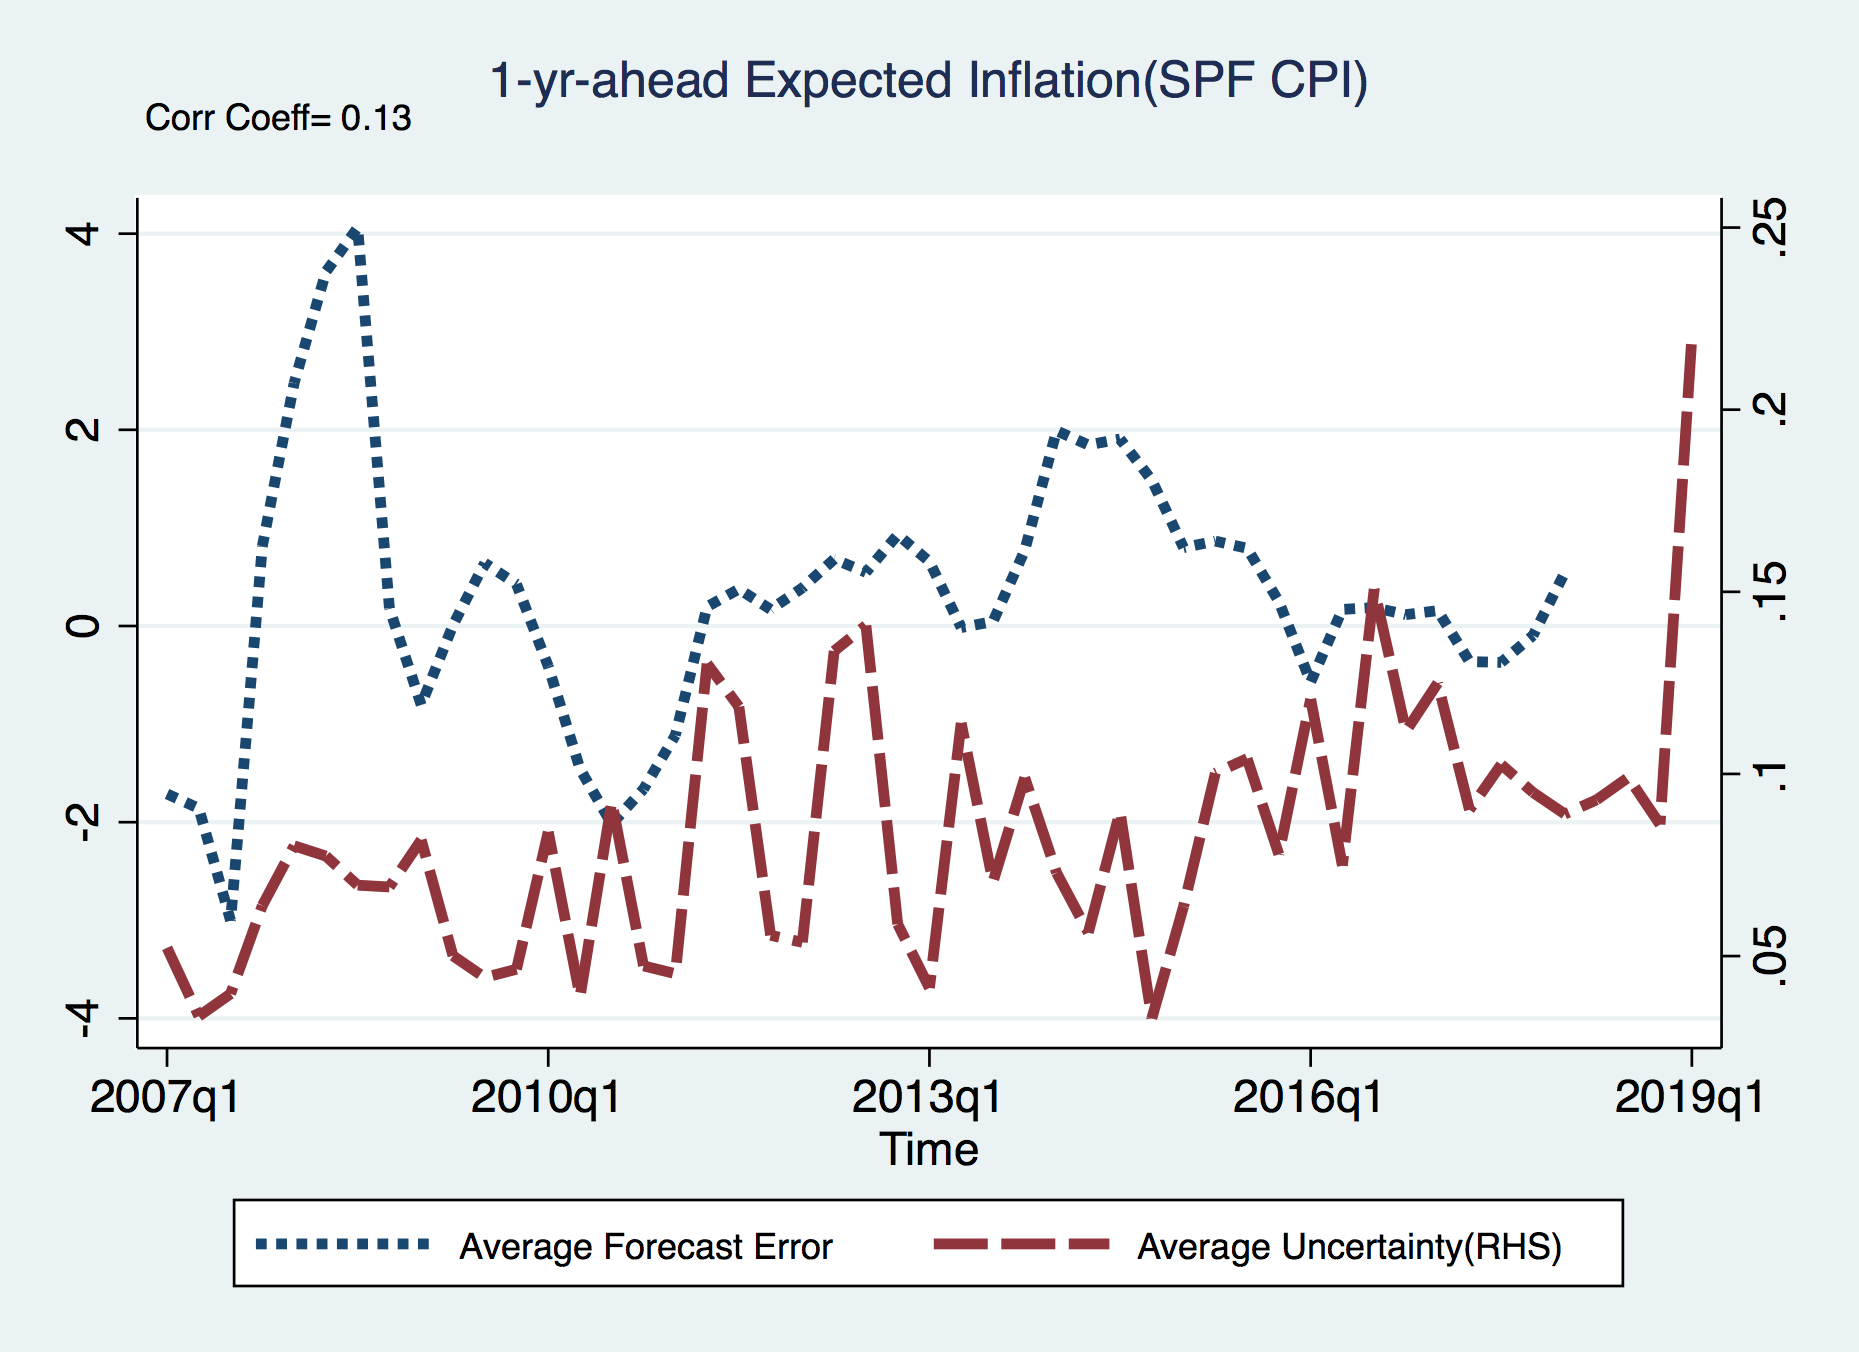 1-yr-ahead Expected Inflation(SPF CPI)
Corr Coeff= 0.13
4
2
0
-2
-4
.25
.2
.15
.1
.05
2007q1 2010q1 2013q1 2016q1 2019q1
Time
Average Forecast Error Average Uncertainty(RHS)